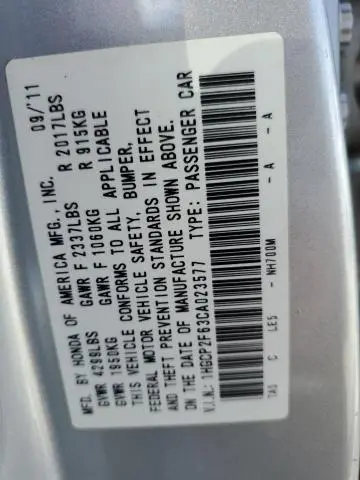 MFD. BY HONDA OF AMERICA MFG., INC. 09/'11
GVWR 4299LBS GAWR F 2337LBS R 2017LBS
GVWR 1950KG GAWR F 1060KG R 915KG
THIS VEHICLE CONFORMS TO ALL APPLICABLE
FEDERAL MOTOR VEHICLE SAFETY, BUMPER,
AND THEFT PREVENTION STANDARDS IN EFFECT
ON THE DATE OF MANUFACTURE SHOWN ABOVE.
V.I.N.: 1HGCP2F63CA023577 TYPE: PASSENGER CAR
TA5 C LE5 - NH700M - A - A